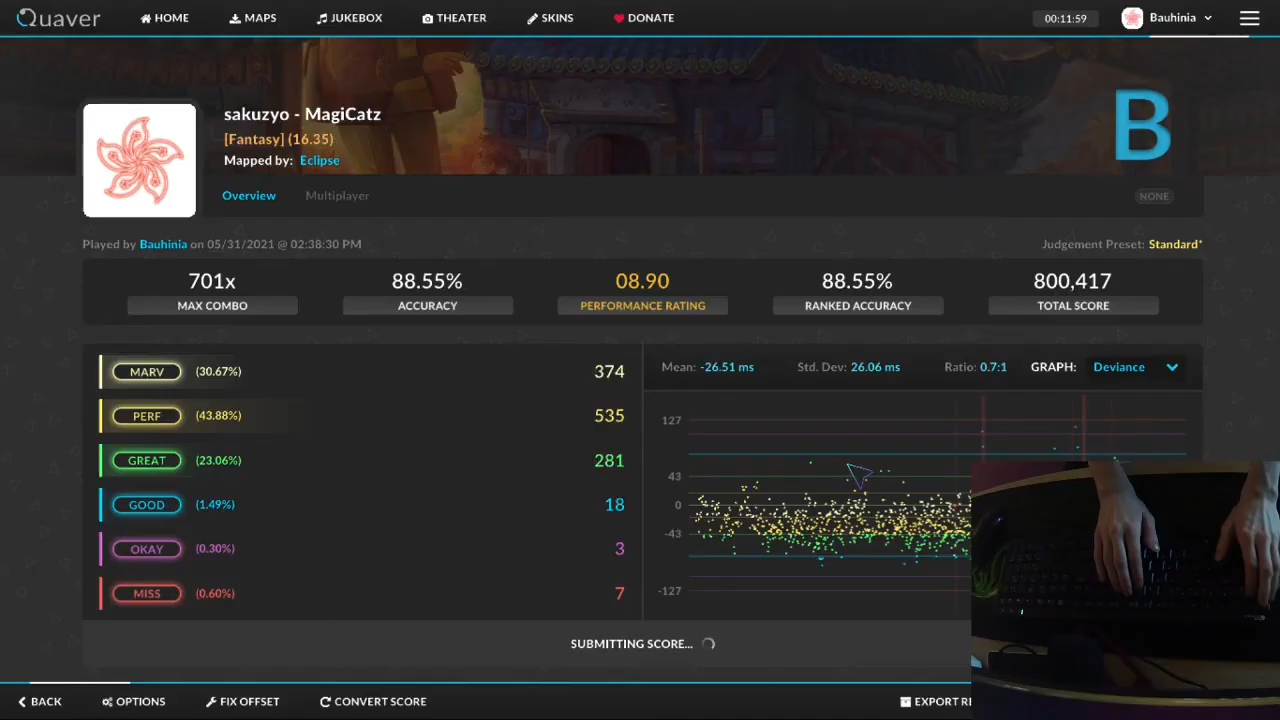 Quaver HOME MAPS JUKEBOX THEATER SKINS DONATE 00:11:59 Bauhinia
sakuzyo - MagiCatz
[Fantasy] (16.35)
Mapped by: Eclipse
B
Overview Multiplayer NONE
Played by Bauhinia on 05/31/2021 @ 02:38:30 PM Judgement Preset: Standard*
701x 88.55% 08.90 88.55% 800,417
MAX COMBO ACCURACY PERFORMANCE RATING RANKED ACCURACY TOTAL SCORE
MARV (30.67%) 374
PERF (43.88%) 535
GREAT (23.06%) 281
GOOD (1.49%) 18
OKAY (0.30%) 3
MISS (0.60%) 7
Mean: -26.51 ms Std. Dev: 26.06 ms Ratio: 0.7:1 GRAPH: Deviance
127
43
0
-43
-127
SUBMITTING SCORE...
BACK OPTIONS FIX OFFSET CONVERT SCORE EXPORT RE